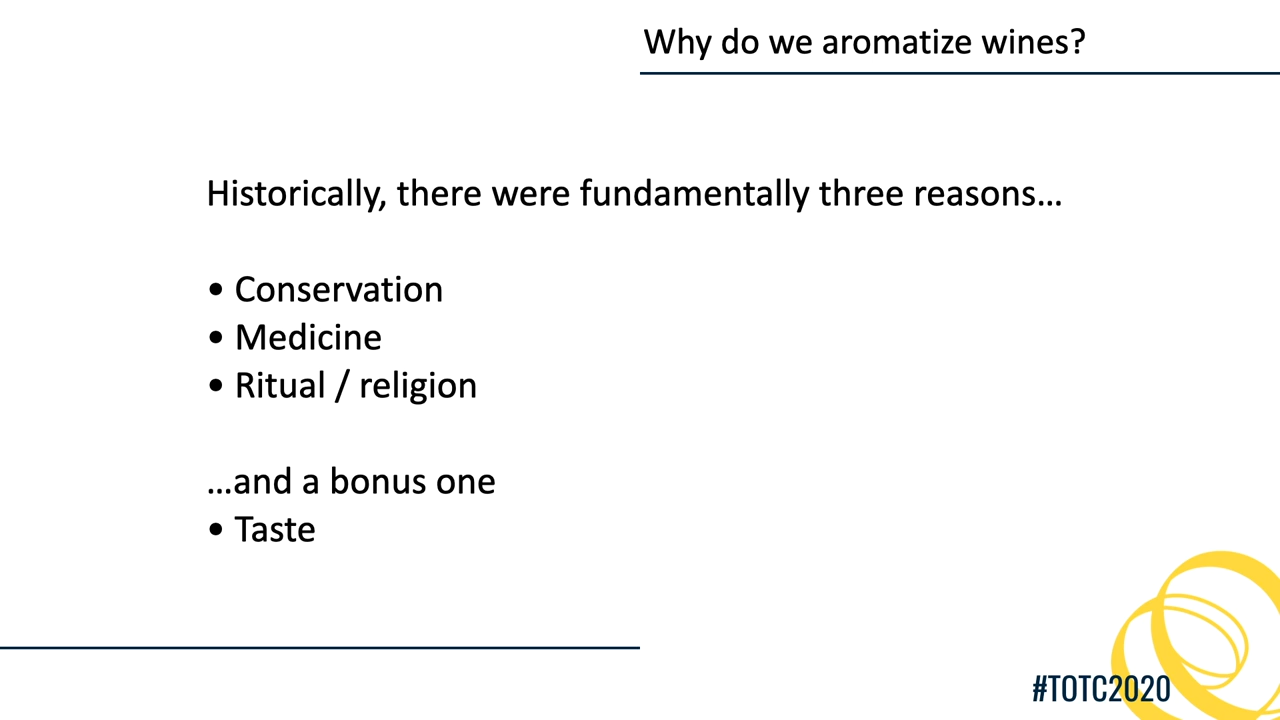 Why do we aromatize wines?
Historically, there were fundamentally three reasons…
• Conservation
• Medicine
• Ritual / religion
…and a bonus one
• Taste
#TOTC2020